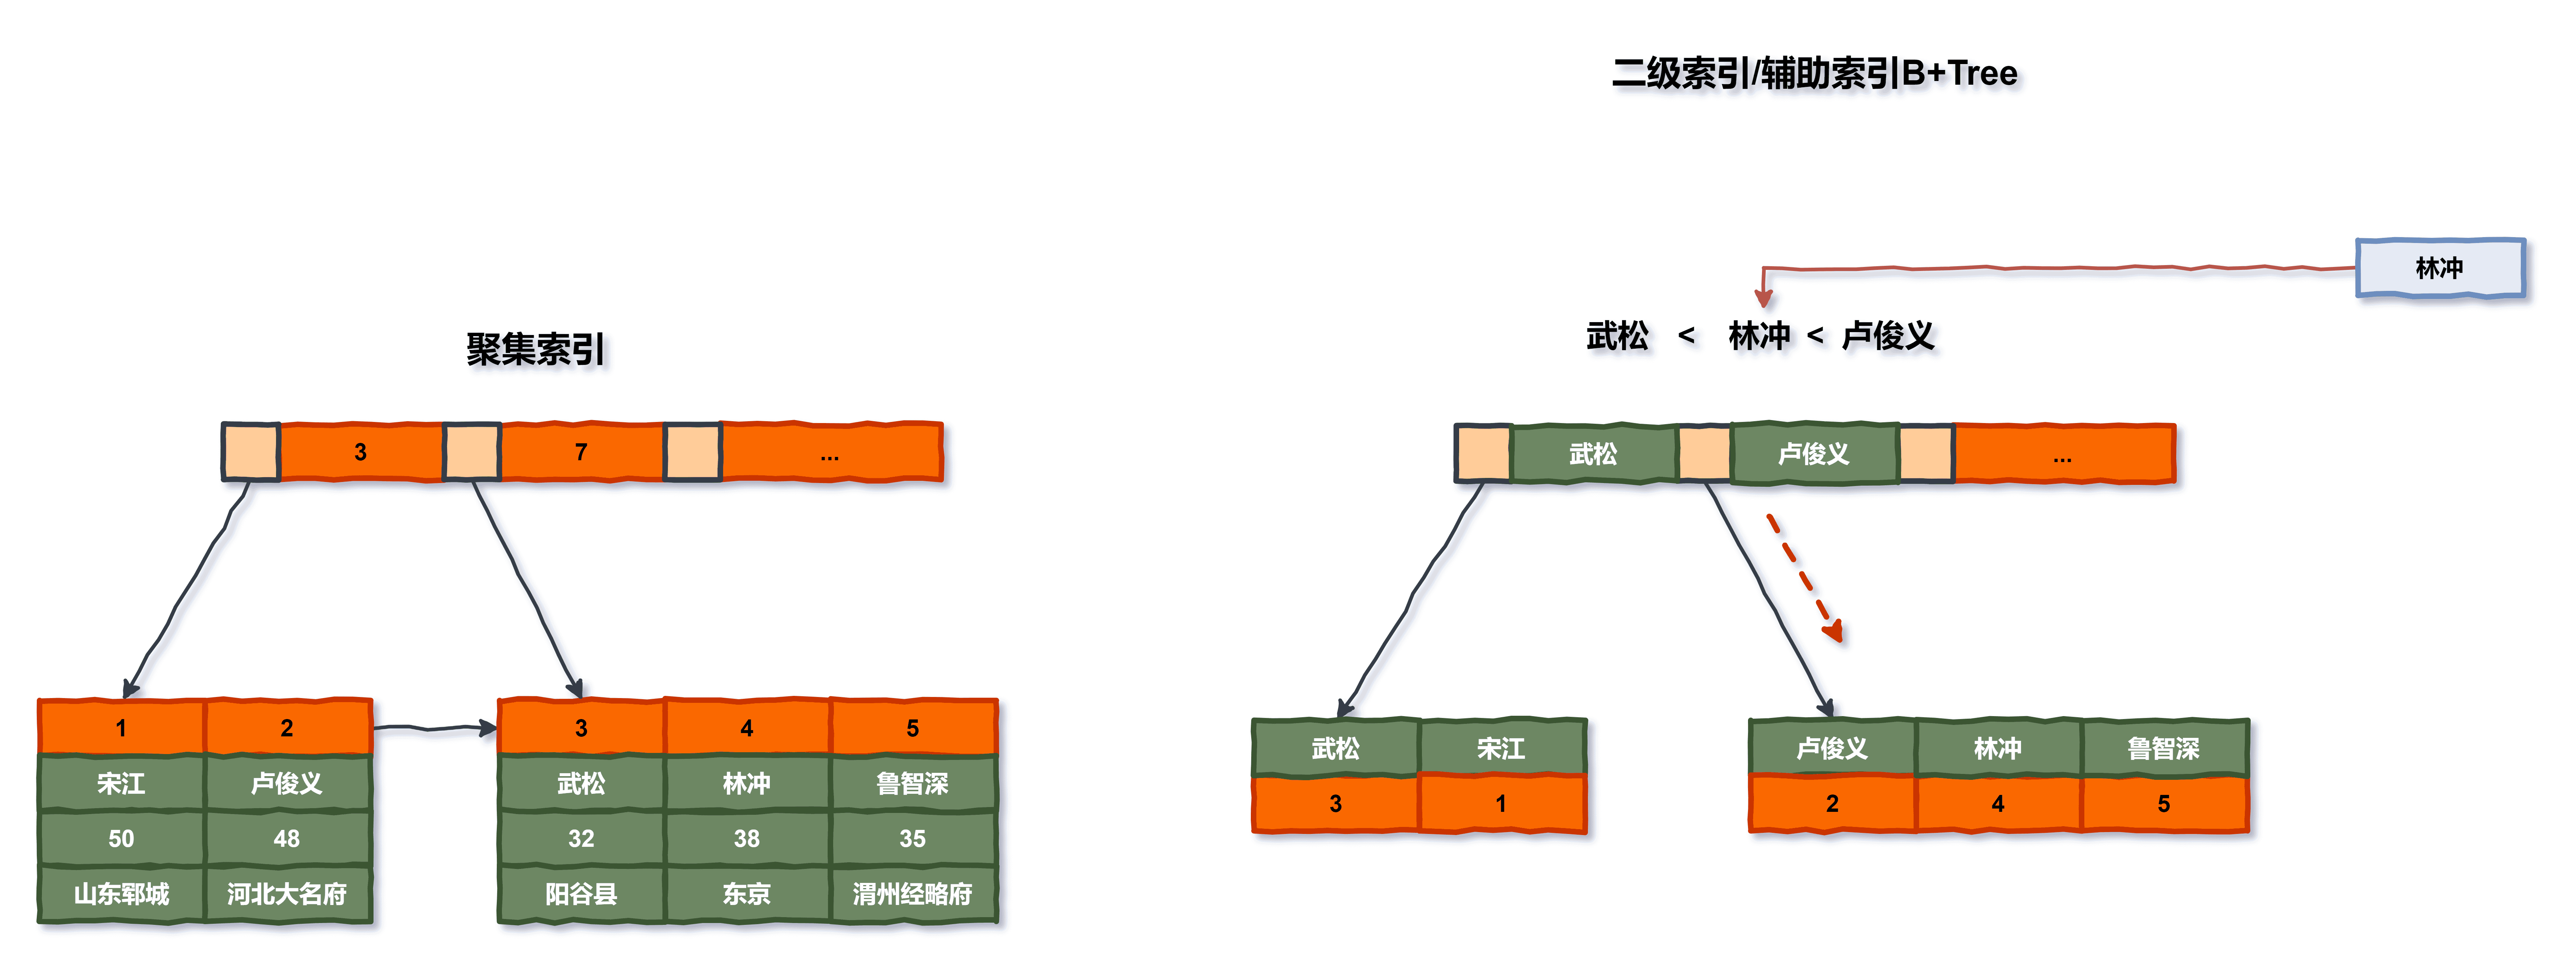 二级索引/辅助索引B+Tree
林冲
武松 < 林冲 < 卢俊义
聚集索引
3 7 ...
1 2
宋江 卢俊义
50 48
山东郓城 河北大名府
3 4 5
武松 林冲 鲁智深
32 38 35
阳谷县 东京 渭州经略府
武松 卢俊义 ...
武松 宋江
3 1
卢俊义 林冲 鲁智深
2 4 5